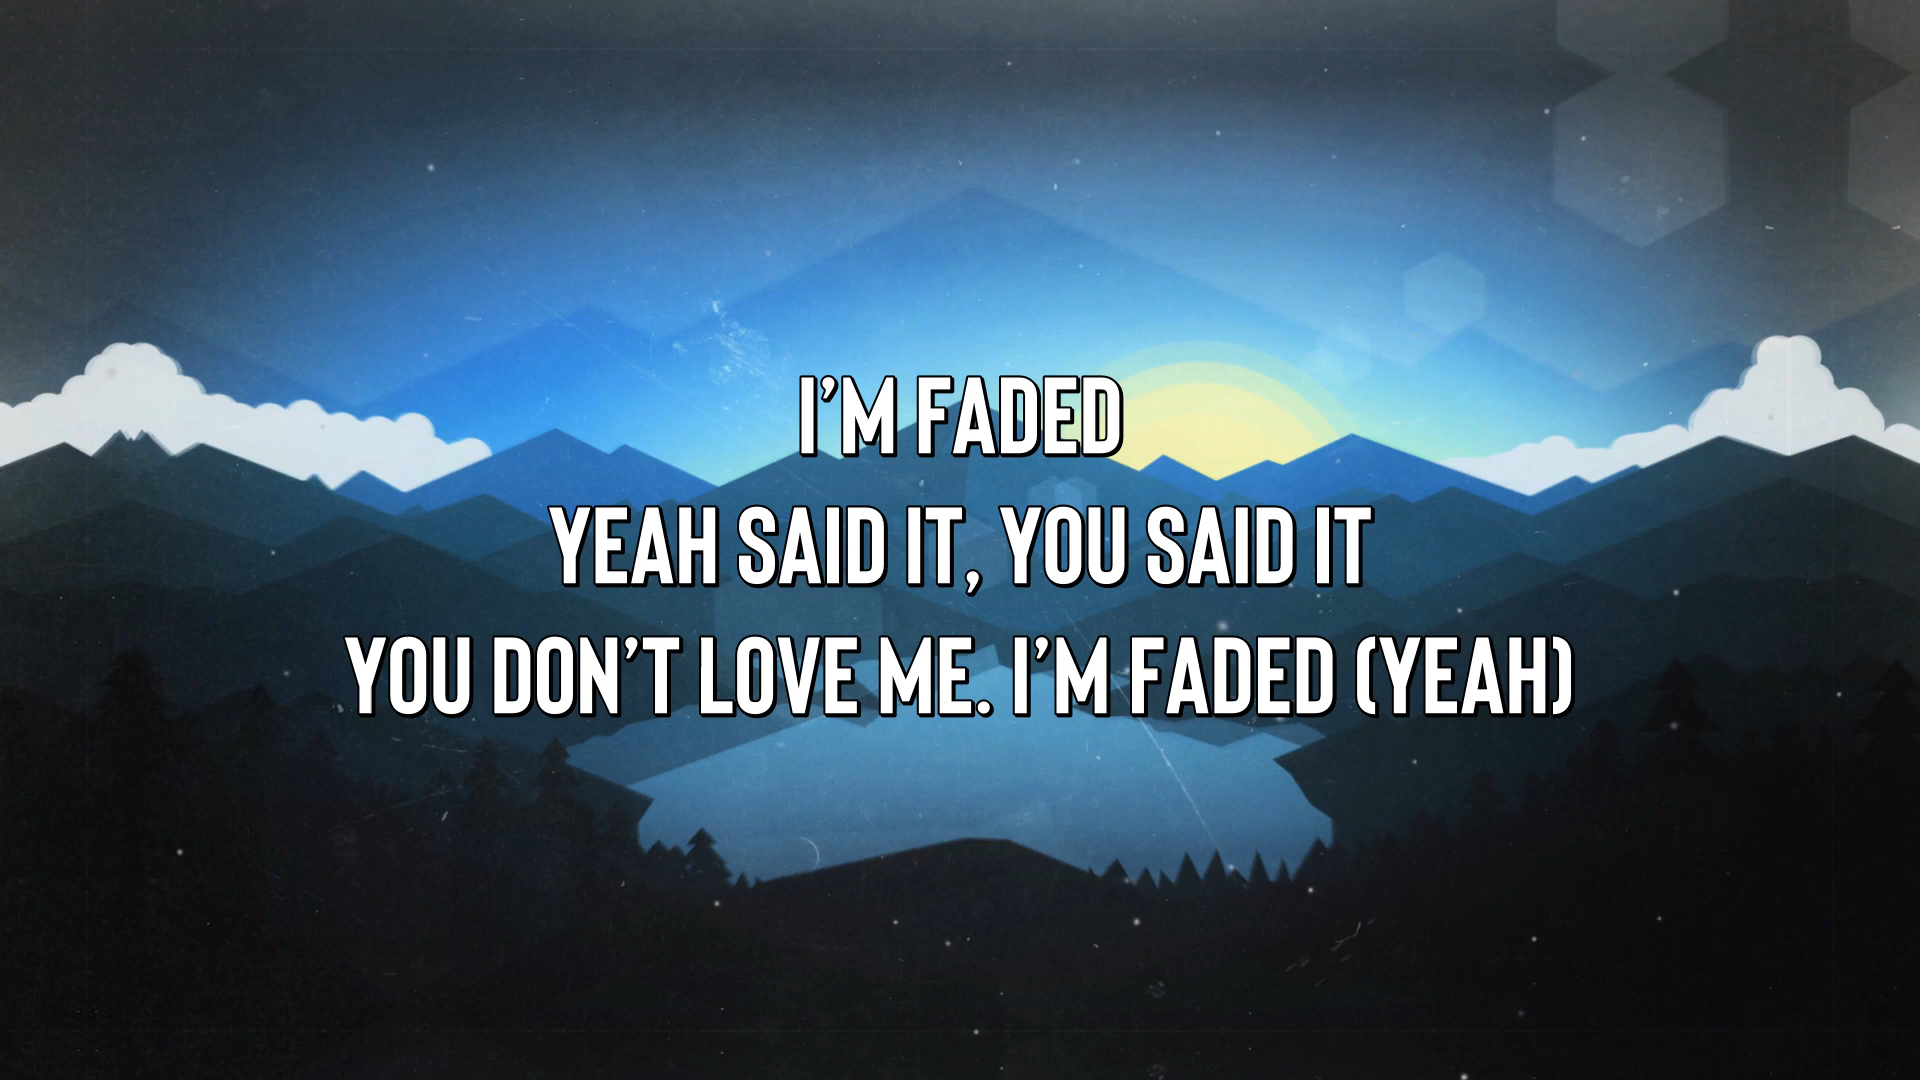 I'M FADED
YEAH SAID IT, YOU SAID IT
YOU DON'T LOVE ME. I'M FADED (YEAH)